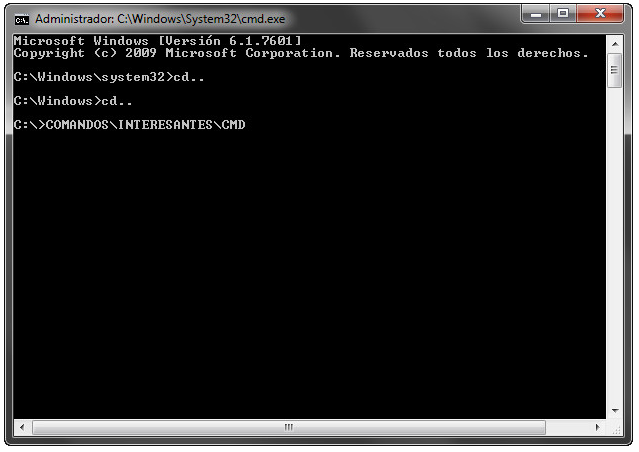 Administrador: C:\Windows\System32\cmd.exe
Microsoft Windows [Versión 6.1.7601]
Copyright (c) 2009 Microsoft Corporation. Reservados todos los derechos.
C:\Windows\system32>cd..
C:\Windows>cd..
C:\>COMANDOS\INTERESANTES\CMD